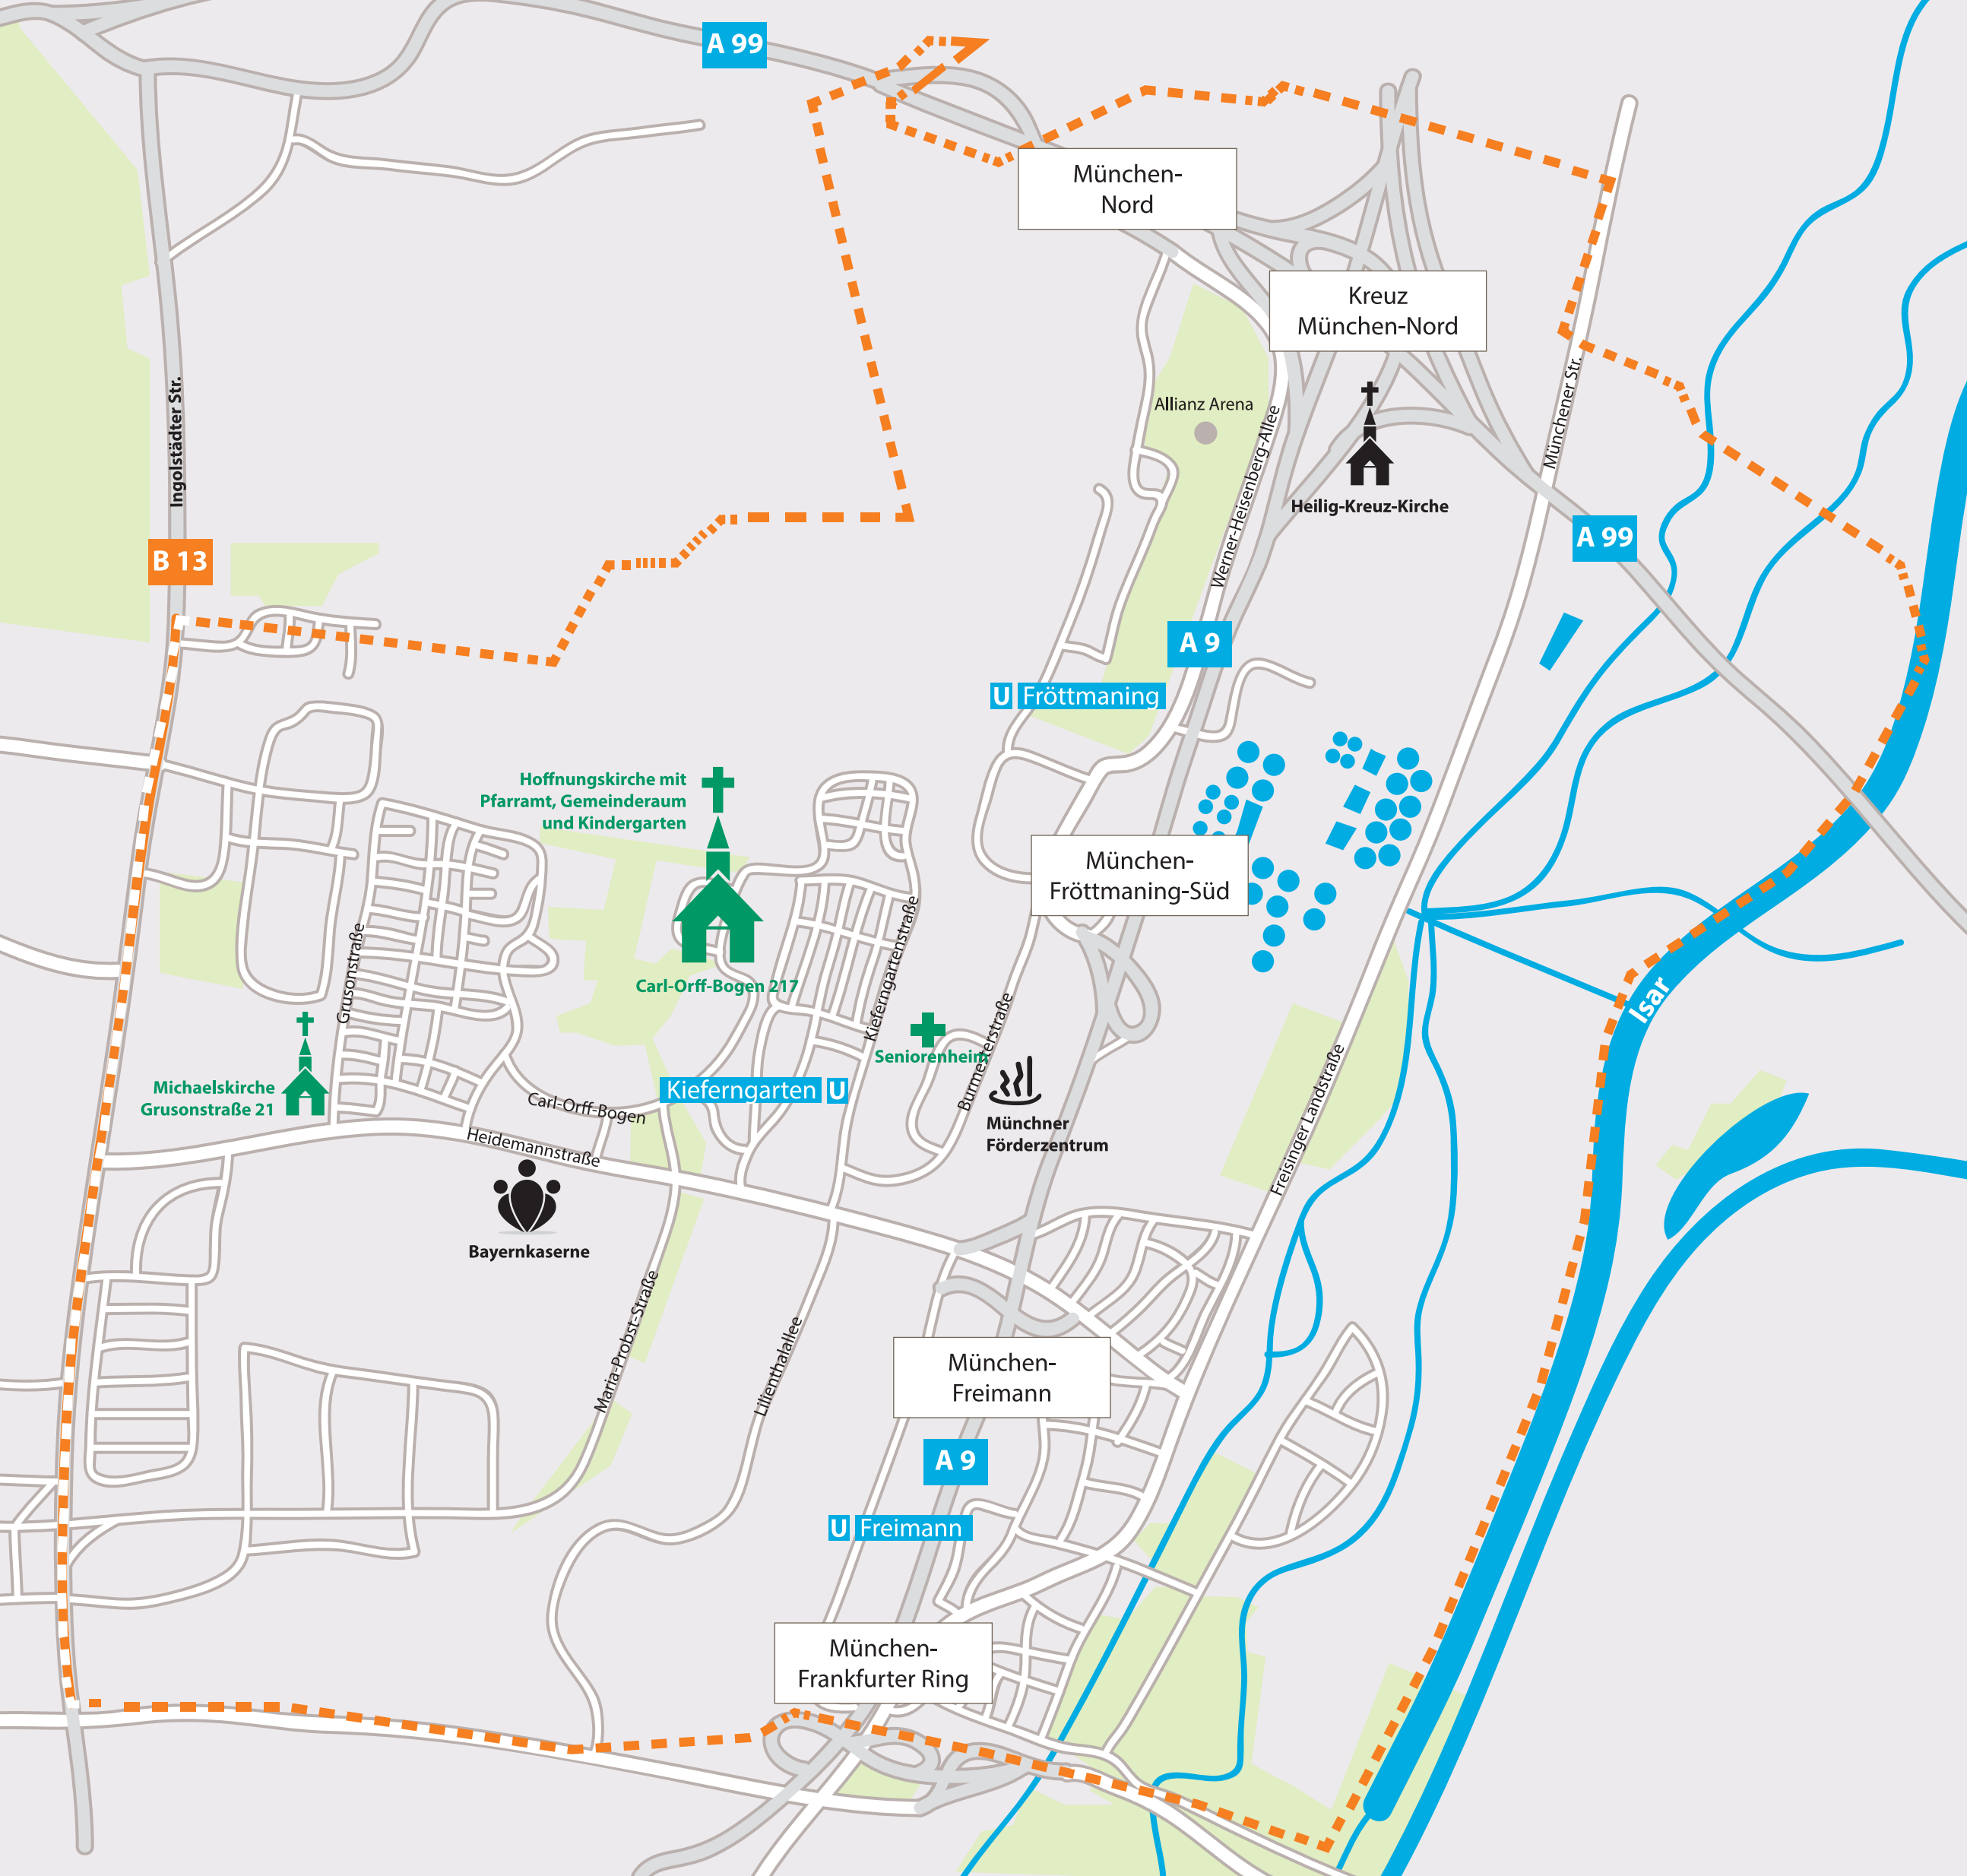 A 99
München-
Nord
Kreuz
München-Nord
Münchener Str.
Allianz Arena
Ingolstädter Str.
Werner-Heisenberg-Allee
Heilig-Kreuz-Kirche
A 99
B 13
A 9
U Fröttmaning
Hoffnungskirche mit
Pfarramt, Gemeinderaum
und Kindergarten
München-
Fröttmaning-Süd
Grusonstraße
Kieferngartenstraße
Carl-Orff-Bogen 217
Isar
Burmesterstraße
Seniorenheim
Freisinger Landstraße
Michaelskirche
Grusonstraße 21
Kieferngarten U
Carl-Orff-Bogen
Münchner
Förderzentrum
Heidemannstraße
Bayernkaserne
Maria-Probst-Straße
Lilienthalallee
München-
Freimann
A 9
U Freimann
München-
Frankfurter Ring